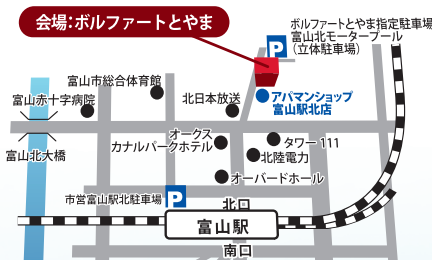 会場：ボルファートとやま
P
ボルファートとやま指定駐車場
富山北モータープール
（立体駐車場）
富山市総合体育館
富山赤十字病院
北日本放送
アパマンショップ
富山駅北店
オークス
カナルパークホテル
タワー111
富山北大橋
北陸電力
オーバードホール
市営富山駅北駐車場
P
北口
富山駅
南口